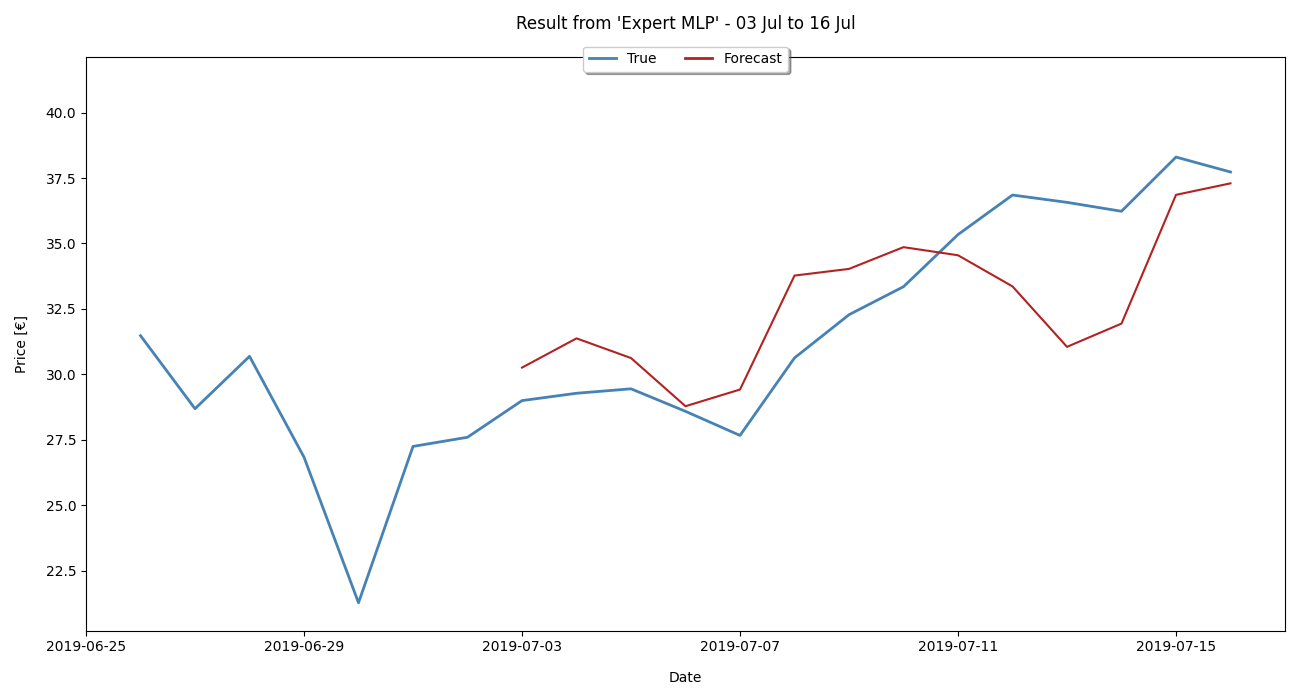 Result from 'Expert MLP' - 03 Jul to 16 Jul
True Forecast
40.0
37.5
35.0
32.5
30.0
27.5
25.0
22.5
Price [€]
2019-06-25 2019-06-29 2019-07-03 2019-07-07 2019-07-11 2019-07-15
Date